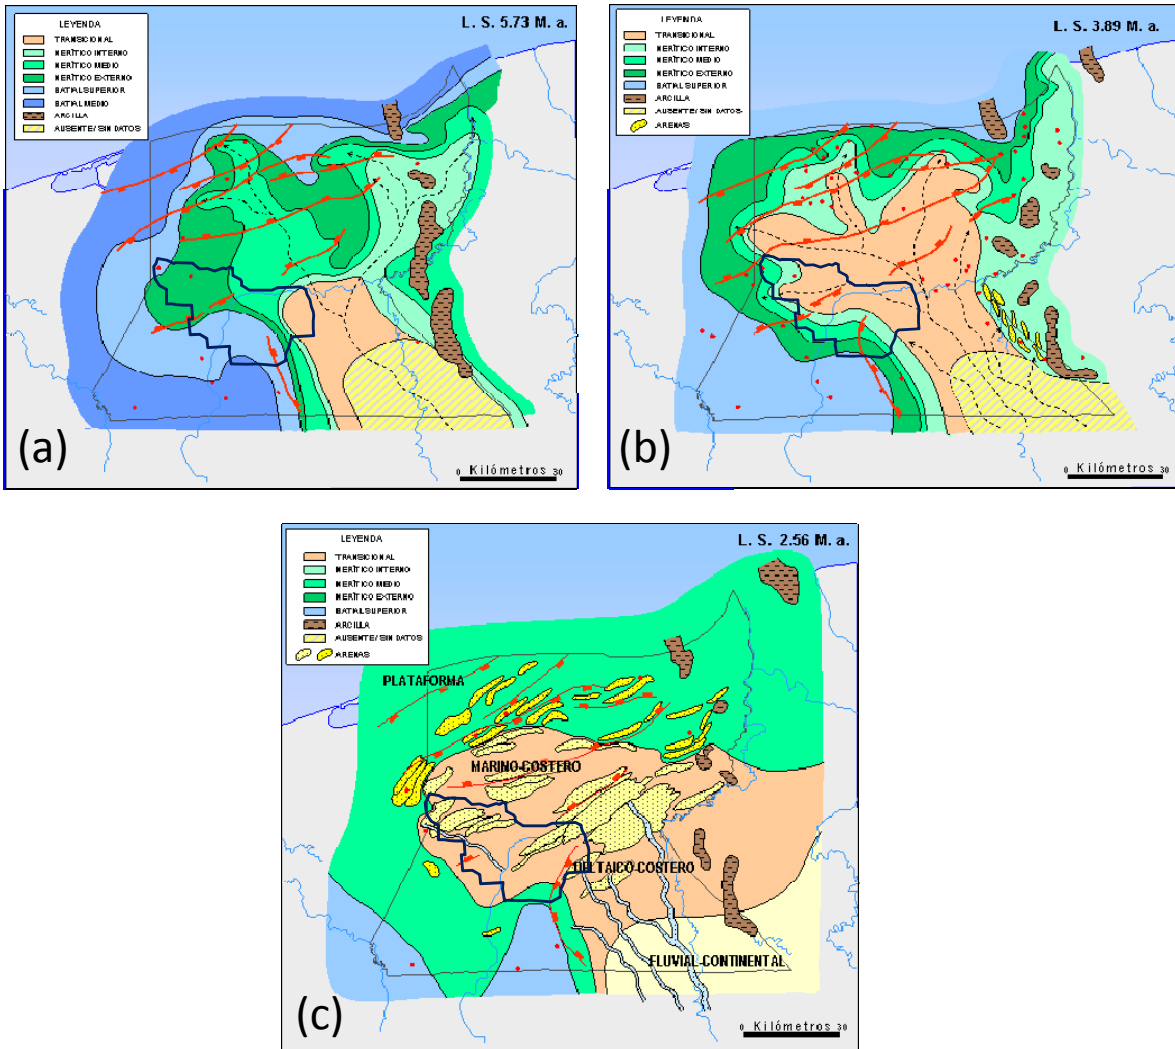 L. S. 5.73 M. a.
LEYENDA
TRANSICIONAL
NERÍTICO INTERNO
NERÍTICO MEDIO
NERÍTICO EXTERNO
BATIAL SUPERIOR
BATIAL MEDIO
ARCILLA
AUSENTE/ SIN DATOS
(a)
0 Kilómetros 30
L. S. 3.89 M. a.
LEYENDA
TRANSICIONAL
NERÍTICO INTERNO
NERÍTICO MEDIO
NERÍTICO EXTERNO
BATIAL SUPERIOR
ARCILLA
AUSENTE/ SIN DATOS
ARENAS
(b)
0 Kilómetros 30
L. S. 2.56 M. a.
LEYENDA
TRANSICIONAL
NERÍTICO INTERNO
NERÍTICO MEDIO
NERÍTICO EXTERNO
BATIAL SUPERIOR
ARCILLA
AUSENTE/ SIN DATOS
ARENAS
PLATAFORMA
MARINO-COSTERO
DELTAICO-COSTERO
FLUVIAL-CONTINENTAL
(c)
0 Kilómetros 30